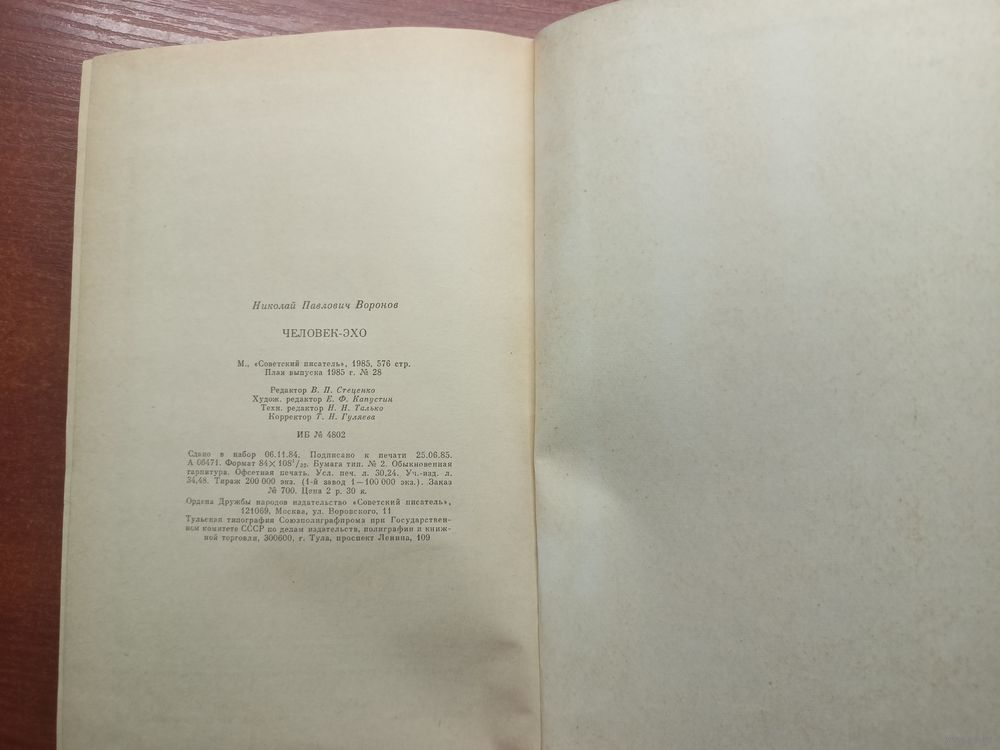 Николай Павлович Воронов
ЧЕЛОВЕК-ЭХО
М., «Советский писатель», 1985, 576 стр.
План выпуска 1985 г. № 28
Редактор В. П. Стеценко
Худож. редактор Е. Ф. Капустин
Техн. редактор Н. Н. Талько
Корректор Т. Н. Гуляева
ИБ № 4802
Сдано в набор 06.11.84. Подписано к печати 25.06.85.
А 06471. Формат 84×108¹/₃₂. Бумага тип. № 2. Обыкновенная
гарнитура. Офсетная печать. Усл. печ. л. 30,24. Уч.-изд. л.
34,48. Тираж 200 000 экз. (1-й завод 1—100 000 экз.). Заказ
№ 700. Цена 2 р. 30 к.
Ордена Дружбы народов издательство «Советский писатель»,
121069. Москва, ул. Воровского, 11
Тульская типография Союзполиграфпрома при Государствен-
ном комитете СССР по делам издательств, полиграфии и книж-
ной торговли, 300600, г. Тула, проспект Ленина, 109